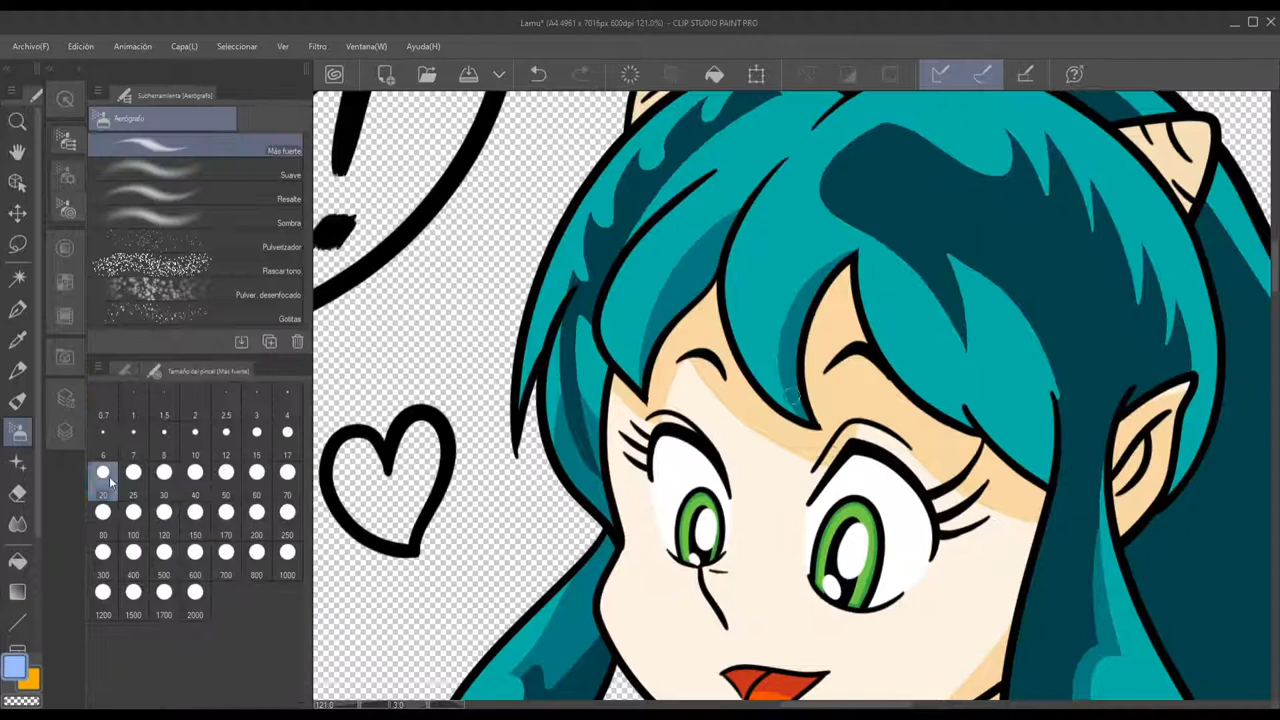 Lamu* (A4 4961 x 7016px 600dpi 121.0%) - CLIP STUDIO PAINT PRO
Archivo(F) Edición Animación Capa(L) Seleccionar Ver Filtro Ventana(W) Ayuda(H)
Subherramienta (Aerógrafo)
Aerógrafo
Más fuerte
Suave
Resalte
Sombra
Pulverizador
Rascar tono
Pulver. desenfocado
Gotitas
Tamaño del pincel (Más fuerte)
0.7 1 1.5 2 2.5 3 4
6 7 8 10 12 15 17
20 25 30 40 50 60 70
80 100 120 150 170 200 250
300 400 500 600 700 800 1000
1200 1500 1700 2000
121.0 3.0